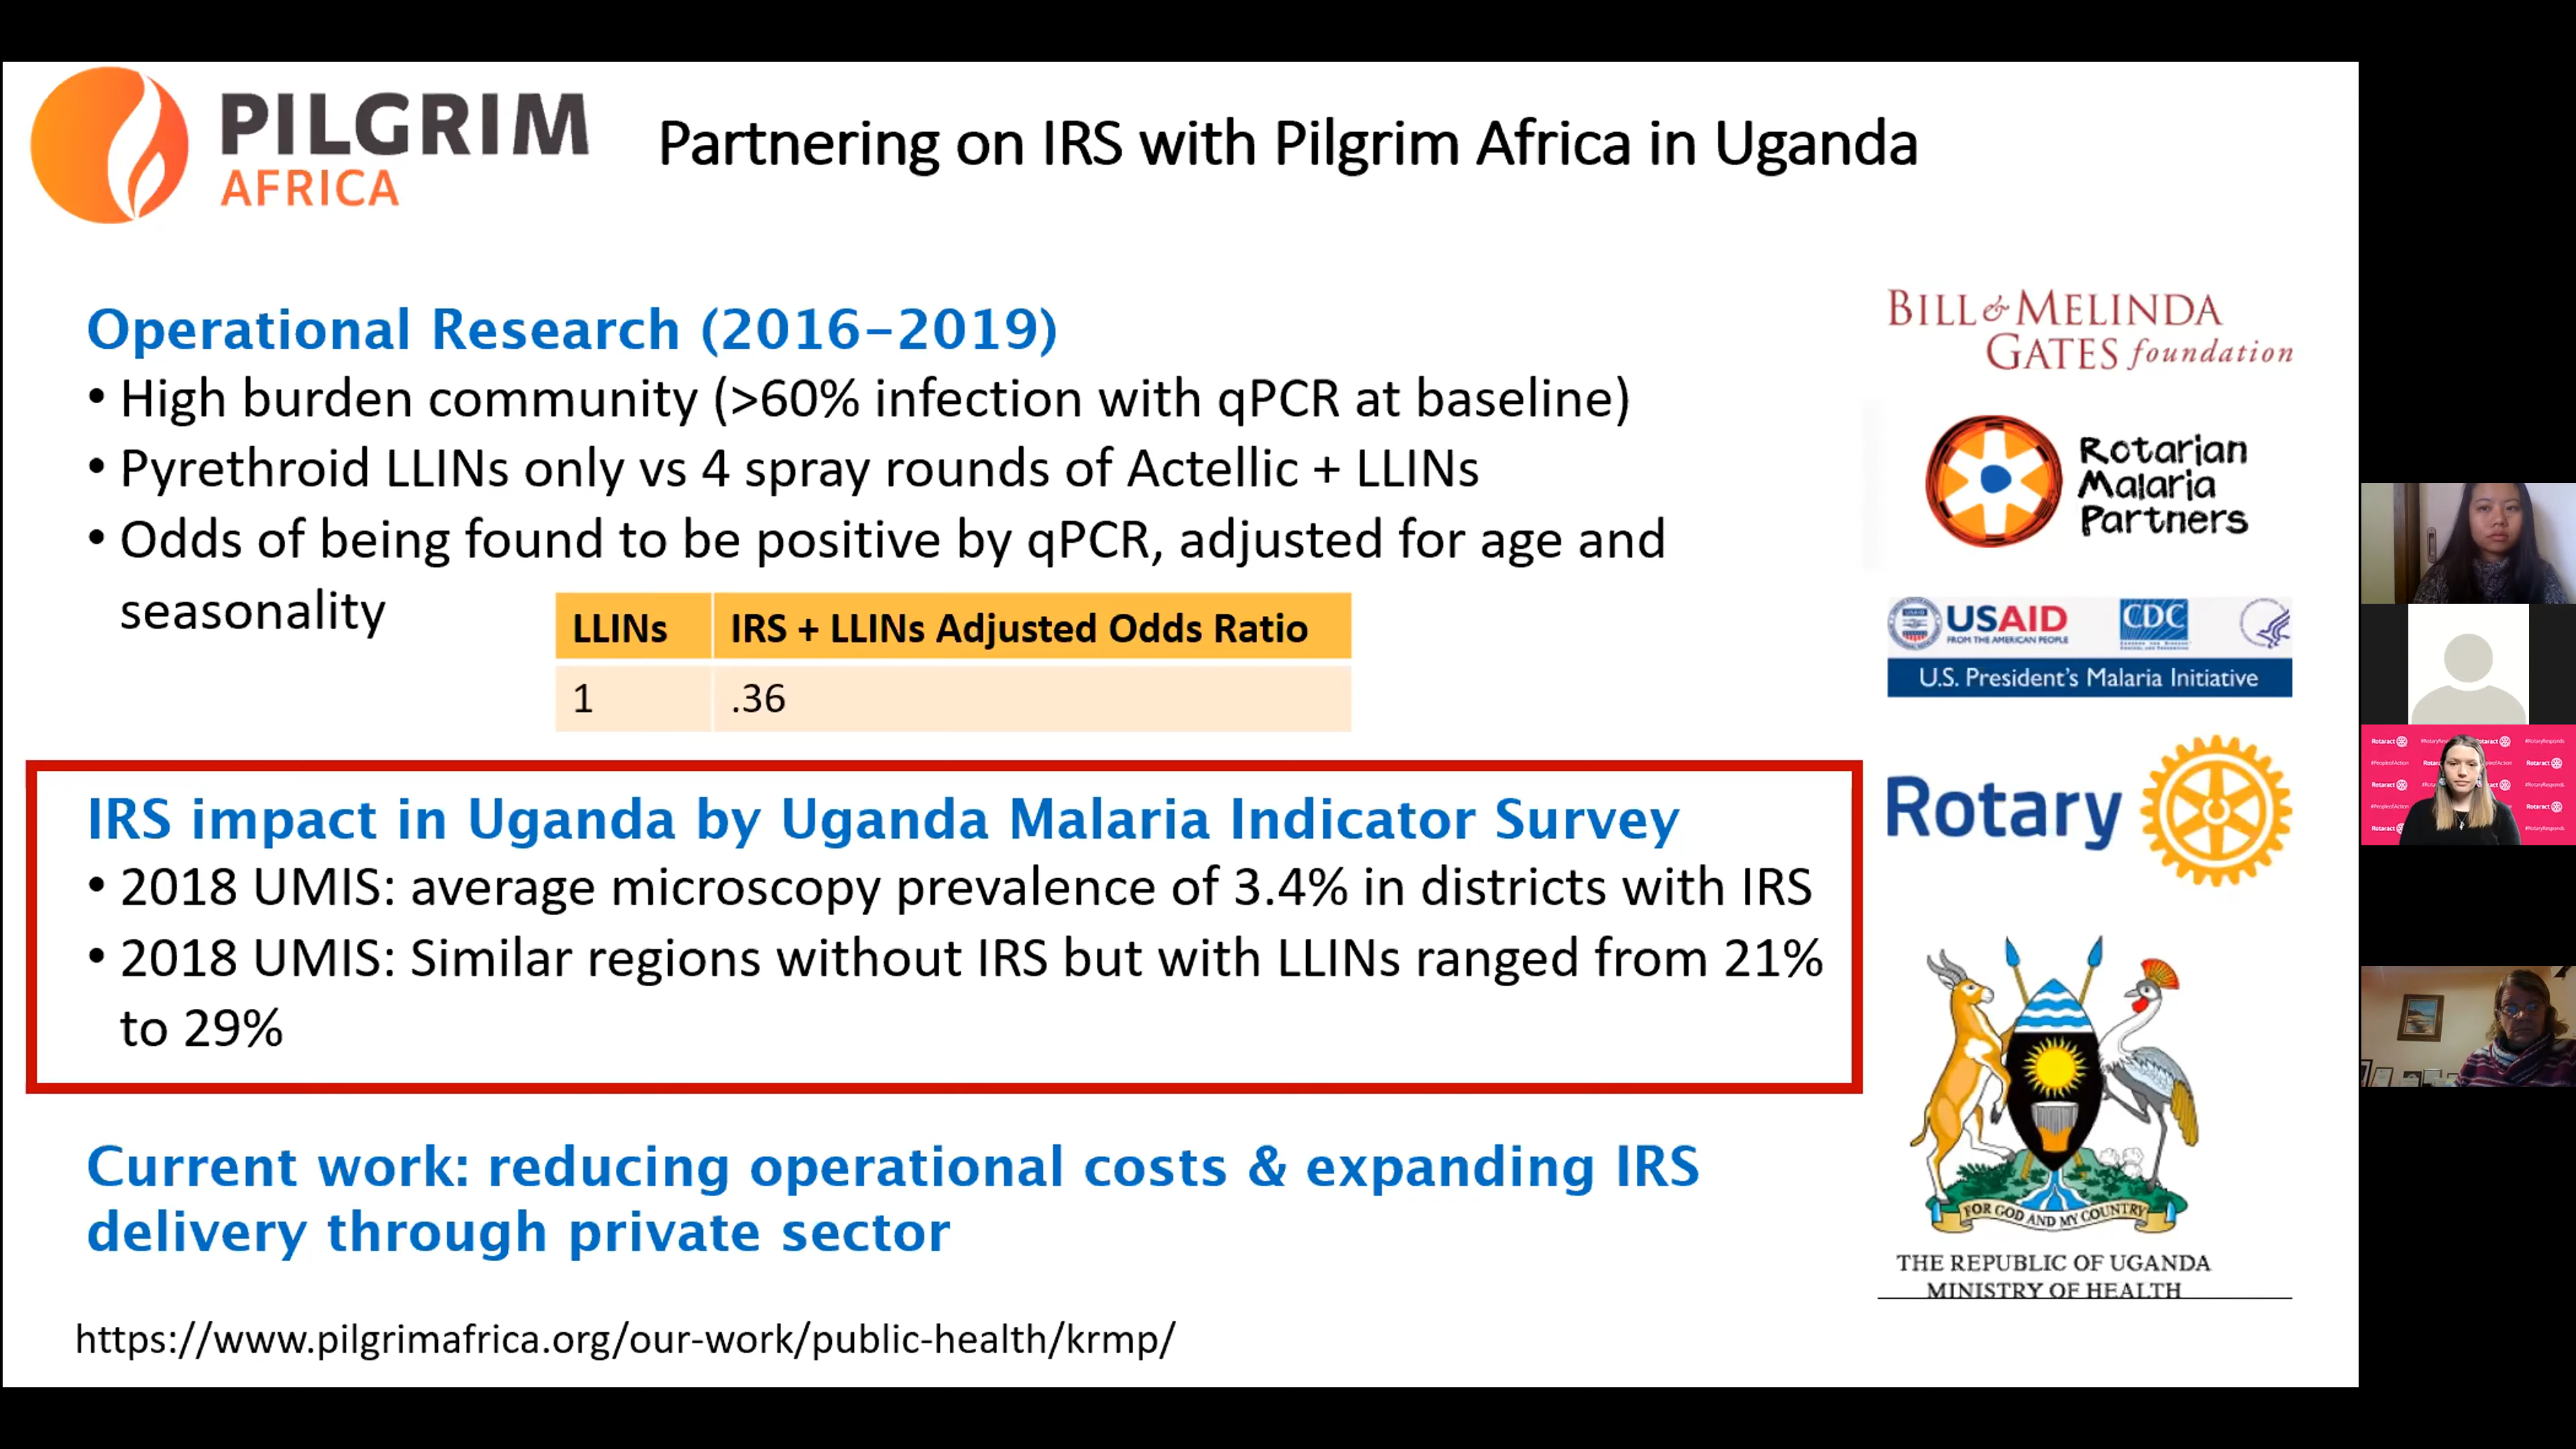 PILGRIM
AFRICA
Partnering on IRS with Pilgrim Africa in Uganda
Operational Research (2016-2019)
• High burden community (>60% infection with qPCR at baseline)
• Pyrethroid LLINs only vs 4 spray rounds of Actellic + LLINs
• Odds of being found to be positive by qPCR, adjusted for age and
seasonality
LLINs IRS + LLINs Adjusted Odds Ratio
1 .36
IRS impact in Uganda by Uganda Malaria Indicator Survey
• 2018 UMIS: average microscopy prevalence of 3.4% in districts with IRS
• 2018 UMIS: Similar regions without IRS but with LLINs ranged from 21%
to 29%
Current work: reducing operational costs & expanding IRS
delivery through private sector
https://www.pilgrimafrica.org/our-work/public-health/krmp/
BILL & MELINDA
GATES foundation
Rotarian
Malaria
Partners
USAID
FROM THE AMERICAN PEOPLE
CDC
U.S. President's Malaria Initiative
Rotary
FOR GOD AND MY COUNTRY
THE REPUBLIC OF UGANDA
MINISTRY OF HEALTH
Rotaract